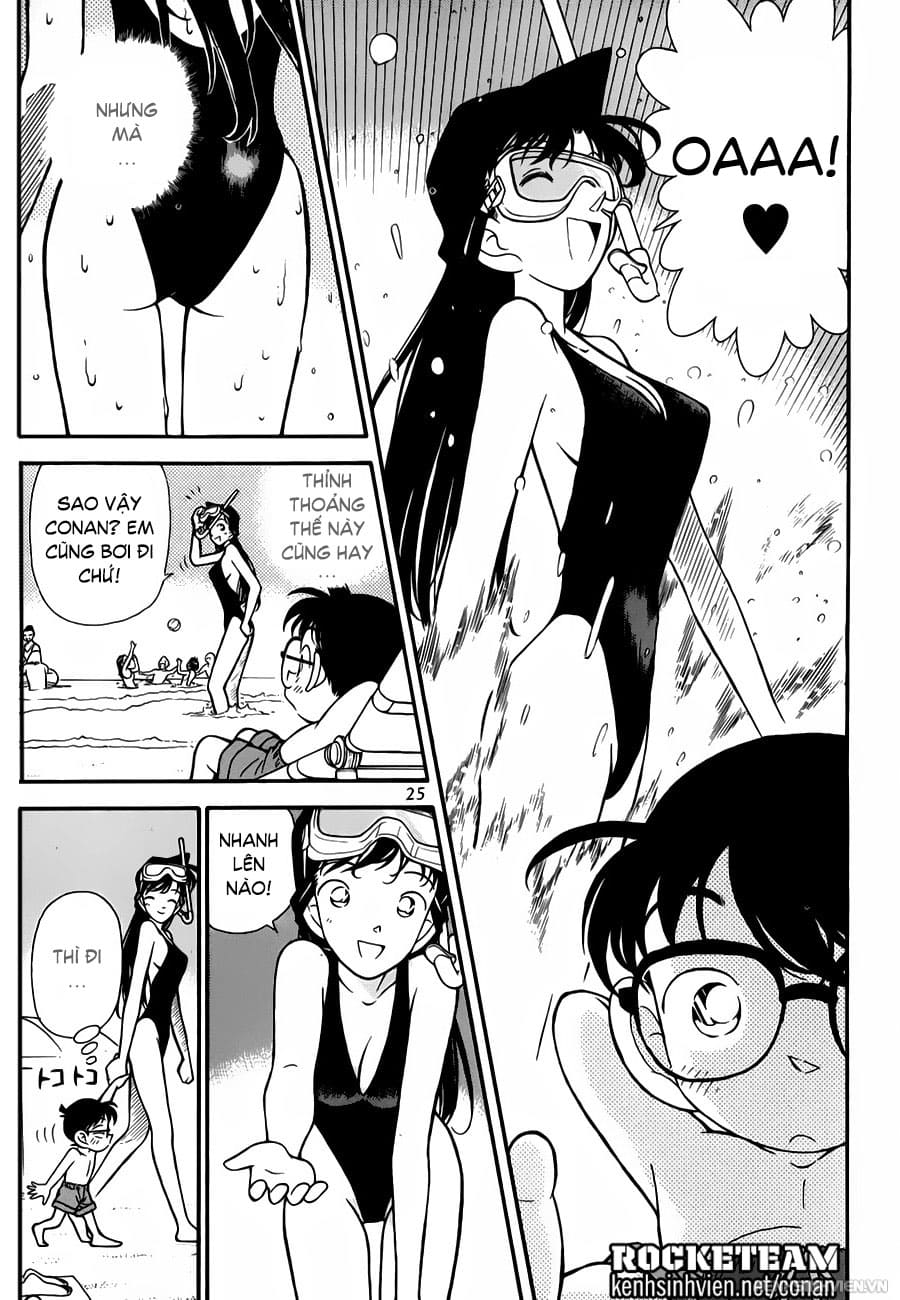 OAAA!
♥
NHƯNG
MÀ
...
THỈNH
THOẢNG
THẾ NÀY
CŨNG HAY
...
SAO VẬY
CONAN? EM
CŨNG BƠI ĐI
CHỨ!
25
NHANH
LÊN
NÀO!
THÌ ĐI
...
トコトコ
ROCKETEAM
kenhsinhvien.net/conan